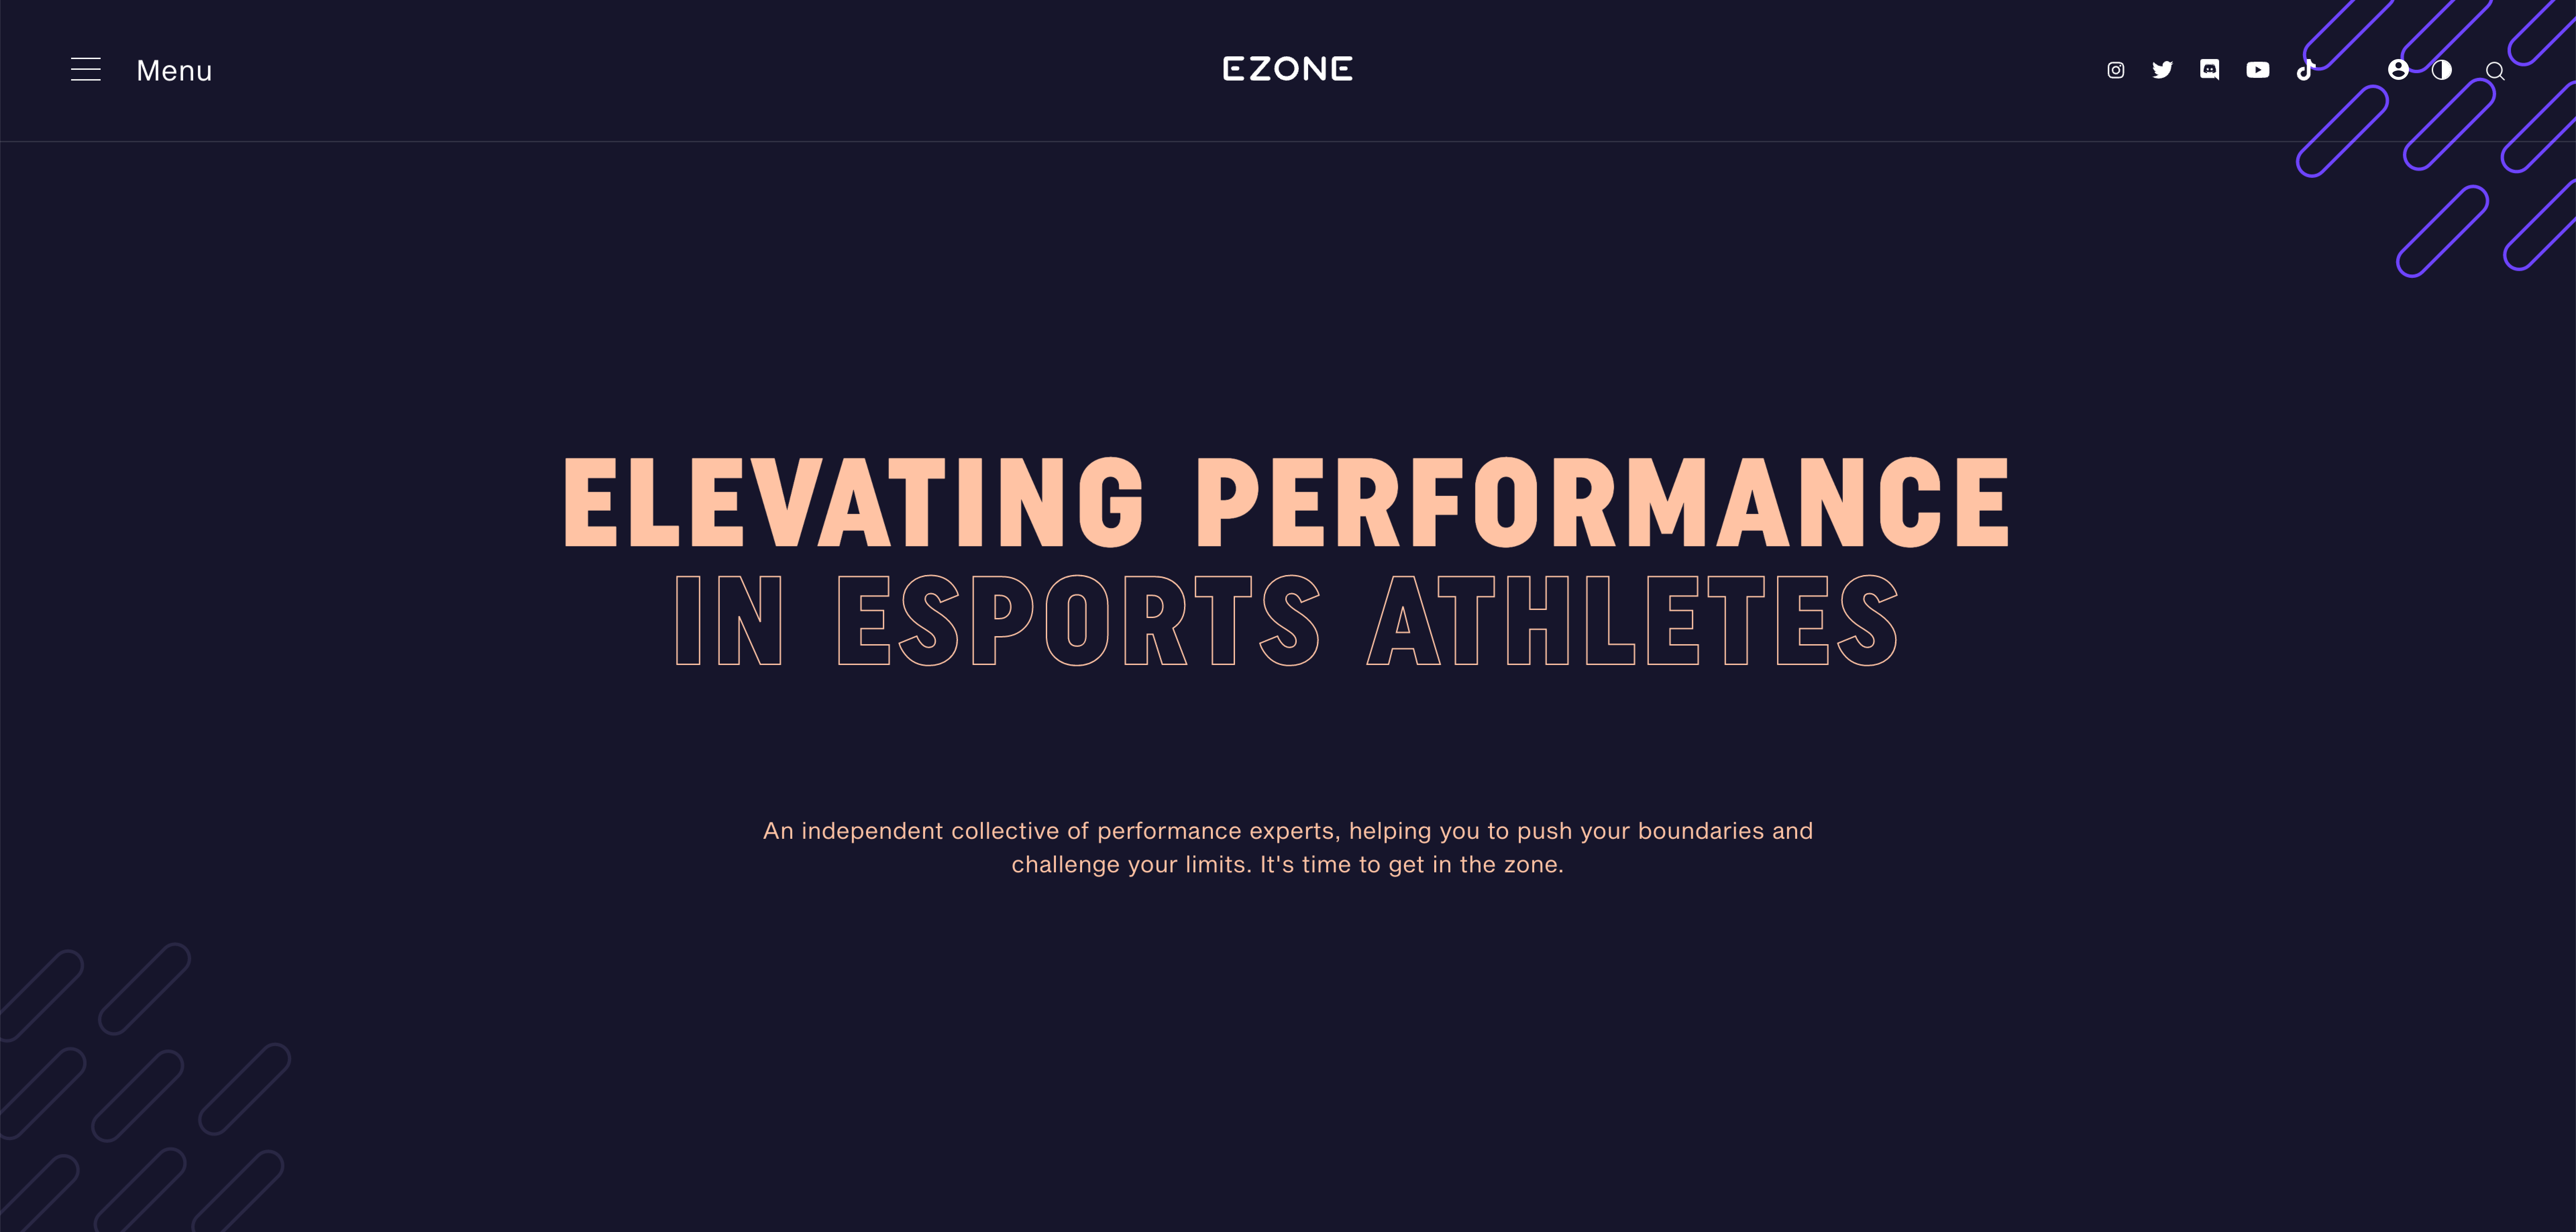 Menu
EZONE
ELEVATING PERFORMANCE
IN ESPORTS ATHLETES
An independent collective of performance experts, helping you to push your boundaries and
challenge your limits. It's time to get in the zone.